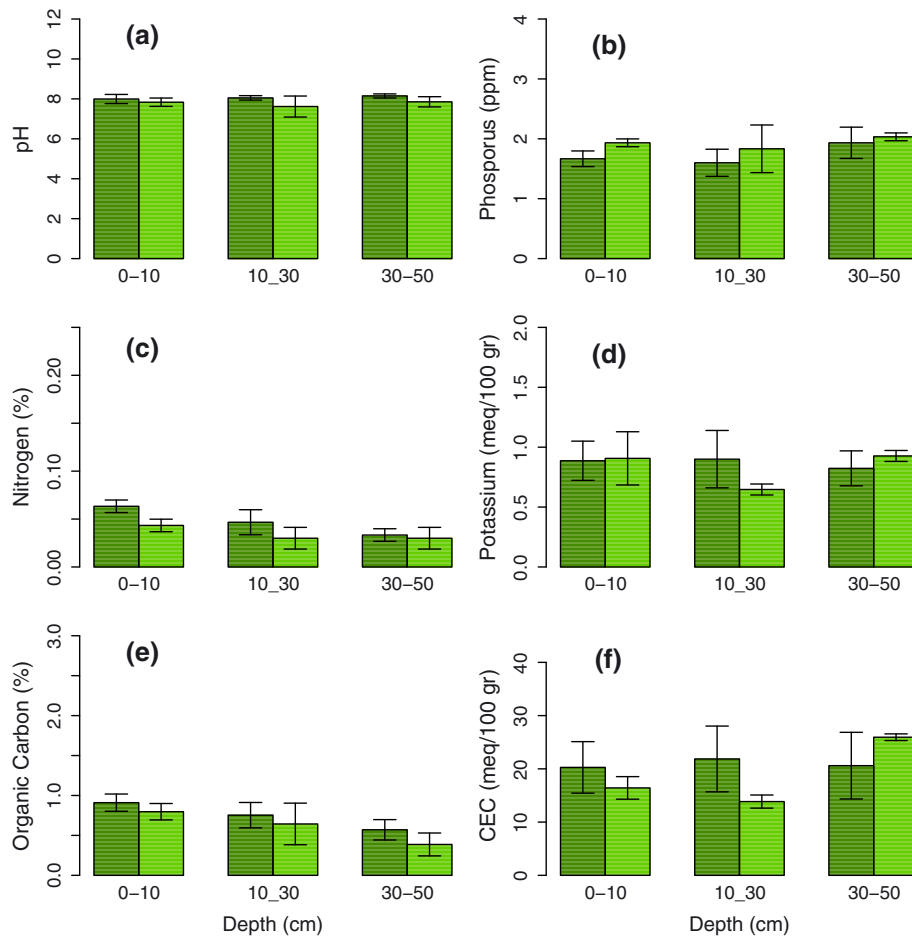 (a)
pH
0 2 4 6 8 10 12
0−10 10_30 30−50
(b)
Phosporus (ppm)
0 1 2 3 4
0−10 10_30 30−50
(c)
Nitrogen (%)
0.00 0.10 0.20
0−10 10_30 30−50
(d)
Potassium (meq/100 gr)
0.0 0.5 1.0 1.5 2.0
0−10 10_30 30−50
(e)
Organic Carbon (%)
0.0 1.0 2.0 3.0
0−10 10_30 30−50
Depth (cm)
(f)
CEC (meq/100 gr)
0 10 20 30 40
0−10 10_30 30−50
Depth (cm)